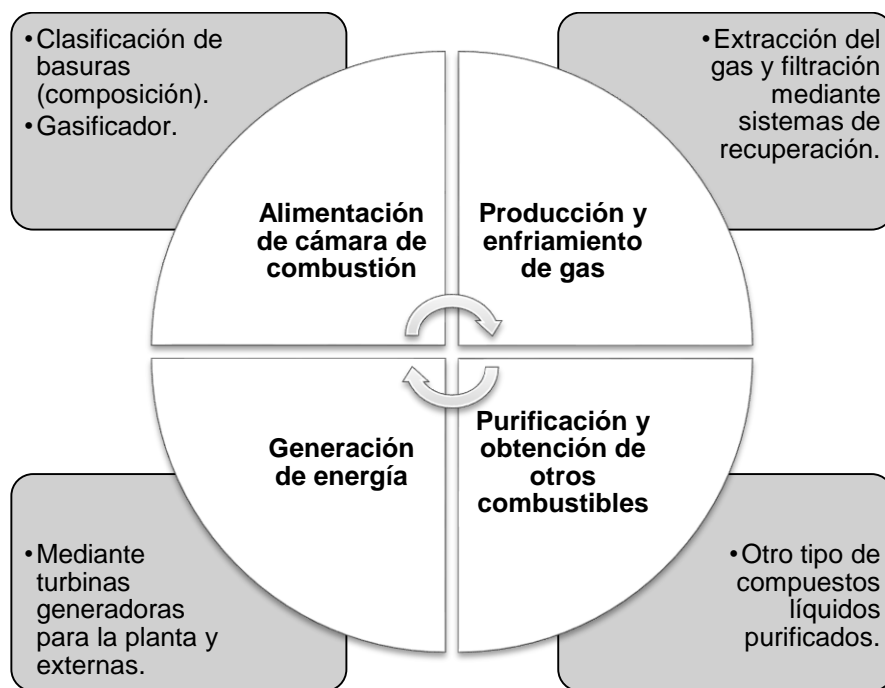 •Clasificación de
basuras
(composición).
•Gasificador.
•Extracción del
gas y filtración
mediante
sistemas de
recuperación.
Alimentación
de cámara de
combustión
Producción y
enfriamiento
de gas
Generación
de energía
Purificación y
obtención de
otros
combustibles
•Mediante
turbinas
generadoras
para la planta y
externas.
•Otro tipo de
compuestos
líquidos
purificados.